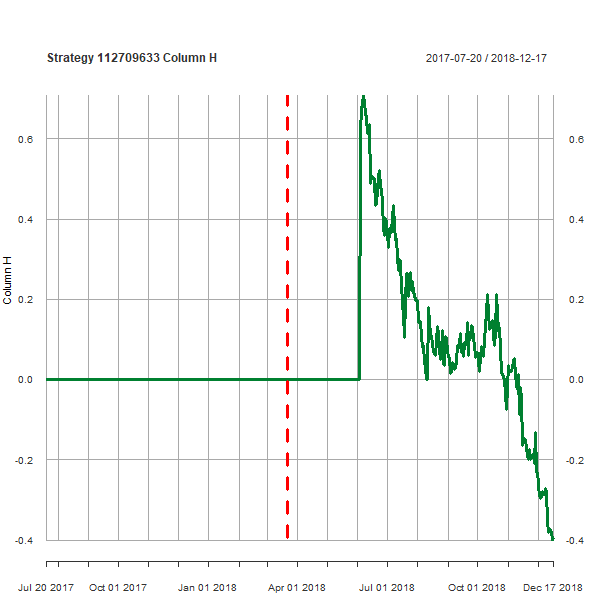 Strategy 112709633 Column H
2017-07-20 / 2018-12-17
Column H
0.6
0.4
0.2
0.0
-0.2
-0.4
0.6
0.4
0.2
0.0
-0.2
-0.4
Jul 20 2017
Oct 01 2017
Jan 01 2018
Apr 01 2018
Jul 01 2018
Oct 01 2018
Dec 17 2018